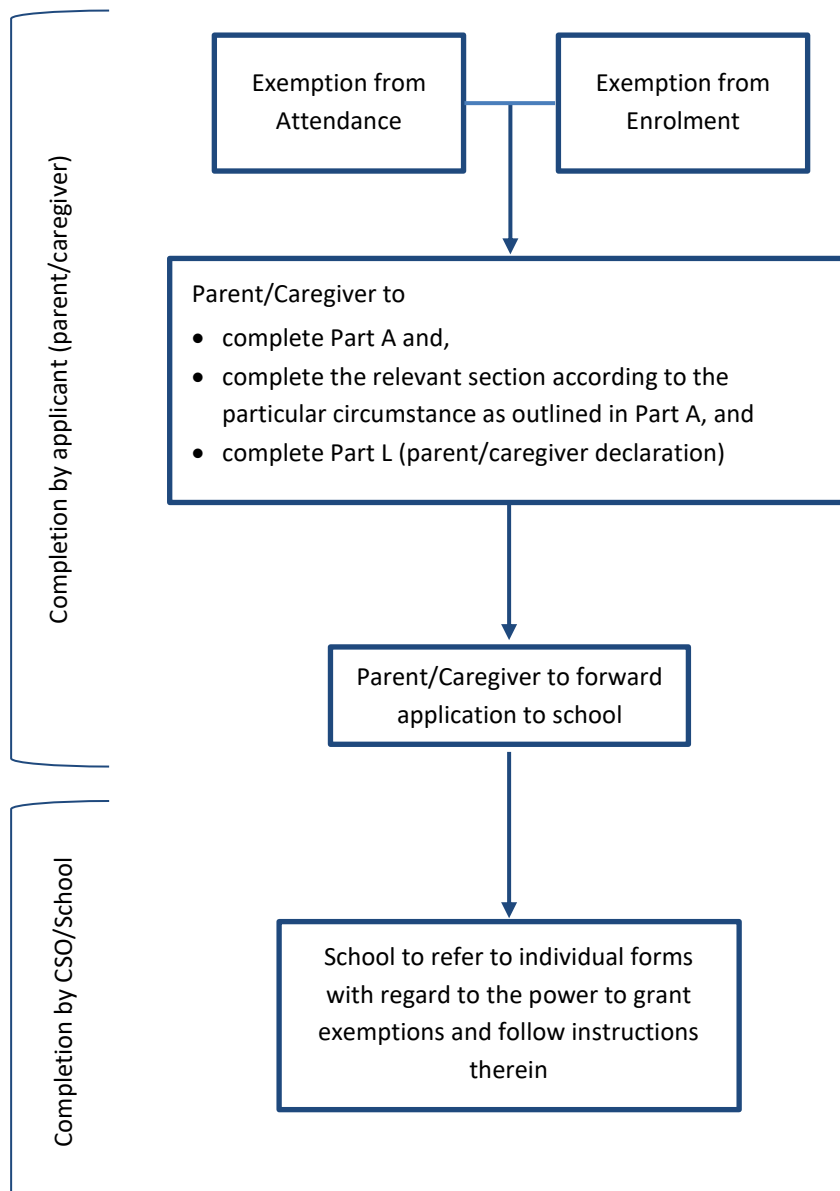 Exemption from
Attendance
Exemption from
Enrolment
Completion by applicant (parent/caregiver)
Parent/Caregiver to
• complete Part A and,
• complete the relevant section according to the
particular circumstance as outlined in Part A, and
• complete Part L (parent/caregiver declaration)
Parent/Caregiver to forward
application to school
Completion by CSO/School
School to refer to individual forms
with regard to the power to grant
exemptions and follow instructions
therein